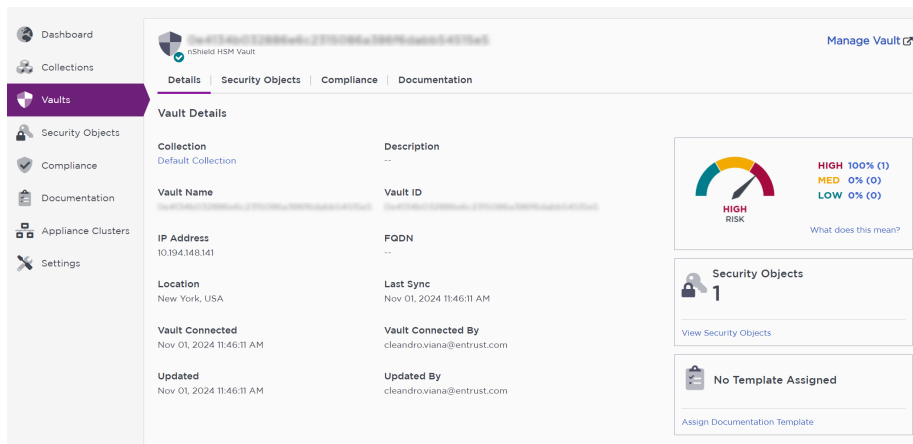 Dashboard
Collections
Vaults
Security Objects
Compliance
Documentation
Appliance Clusters
Settings
nShield HSM Vault
Manage Vault
Details
Security Objects
Compliance
Documentation
Vault Details
Collection
Default Collection
Description
--
Vault Name
Vault ID
IP Address
10.194.148.141
FQDN
--
Location
New York, USA
Last Sync
Nov 01, 2024 11:46:11 AM
Vault Connected
Nov 01, 2024 11:46:11 AM
Vault Connected By
cleandro.viana@entrust.com
Updated
Nov 01, 2024 11:46:11 AM
Updated By
cleandro.viana@entrust.com
HIGH
RISK
HIGH 100% (1)
MED 0% (0)
LOW 0% (0)
What does this mean?
Security Objects
1
View Security Objects
No Template Assigned
Assign Documentation Template